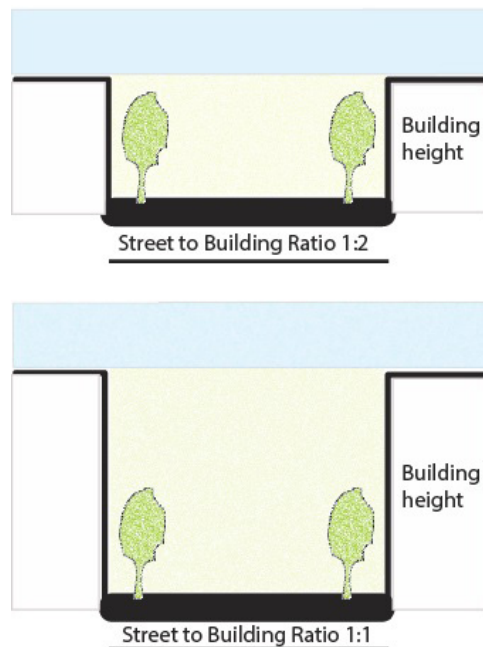 Building
height
Street to Building Ratio 1:2
Building
height
Street to Building Ratio 1:1